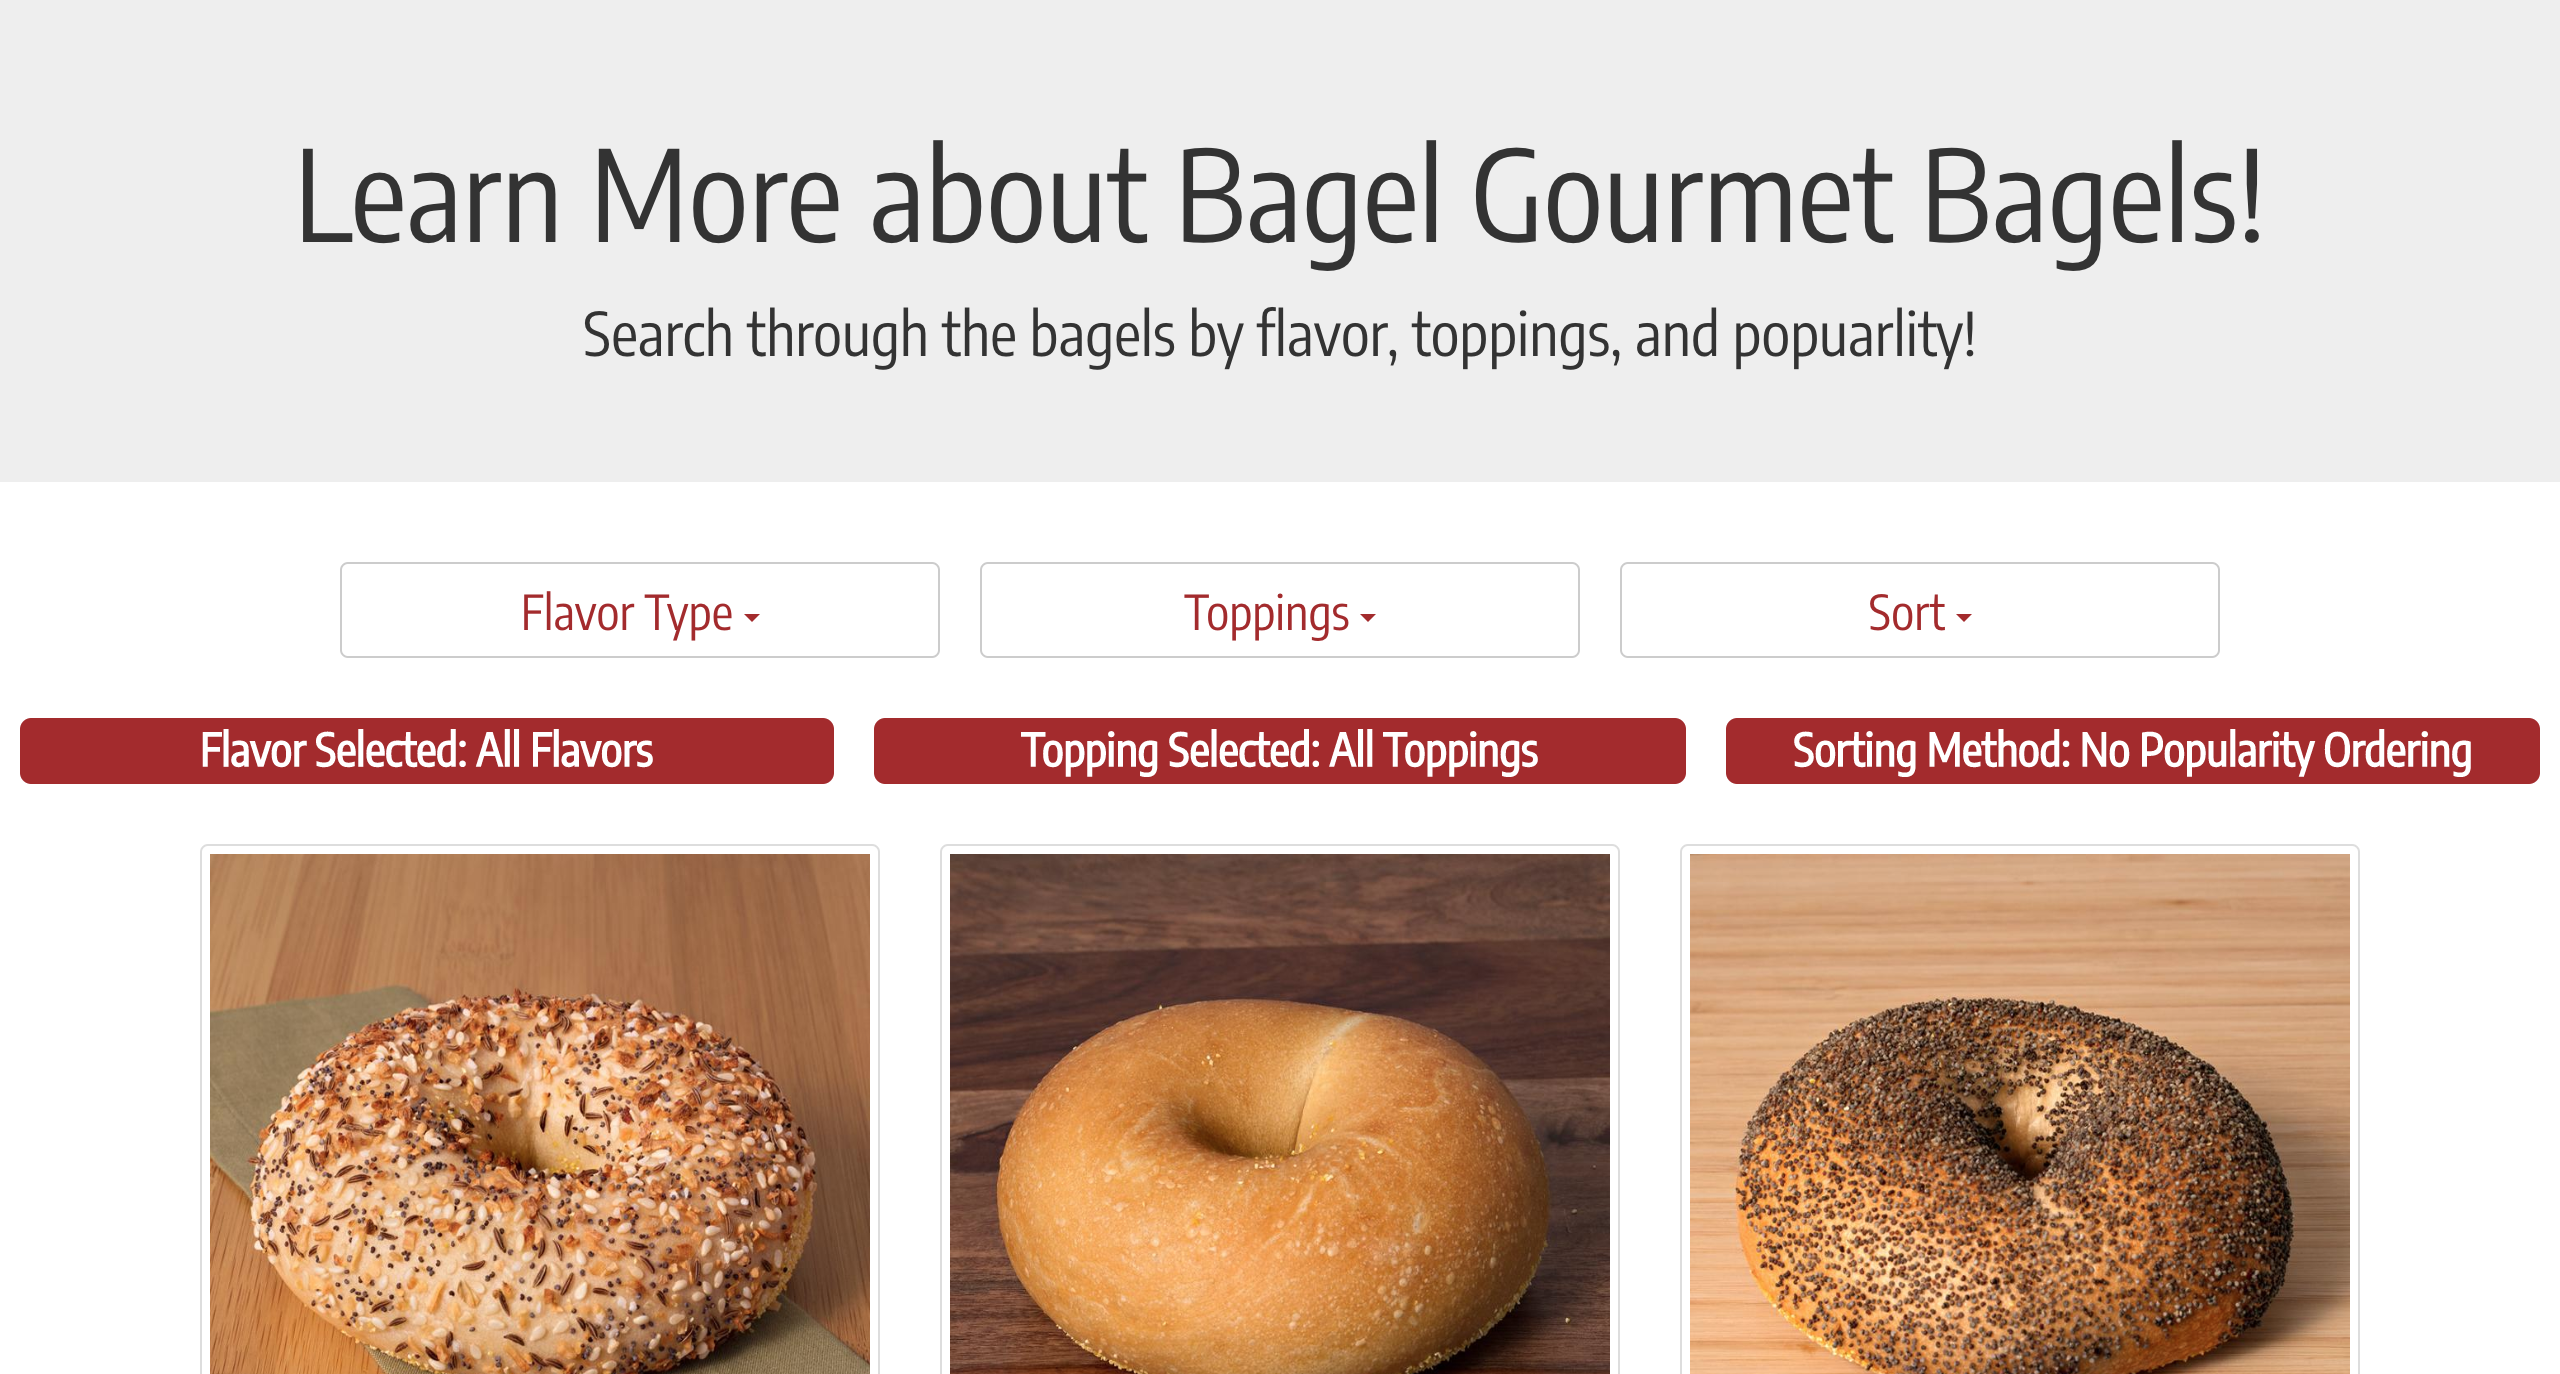 Learn More about Bagel Gourmet Bagels!
Search through the bagels by flavor, toppings, and popuarlity!
Flavor Type
Toppings
Sort
Flavor Selected: All Flavors
Topping Selected: All Toppings
Sorting Method: No Popularity Ordering